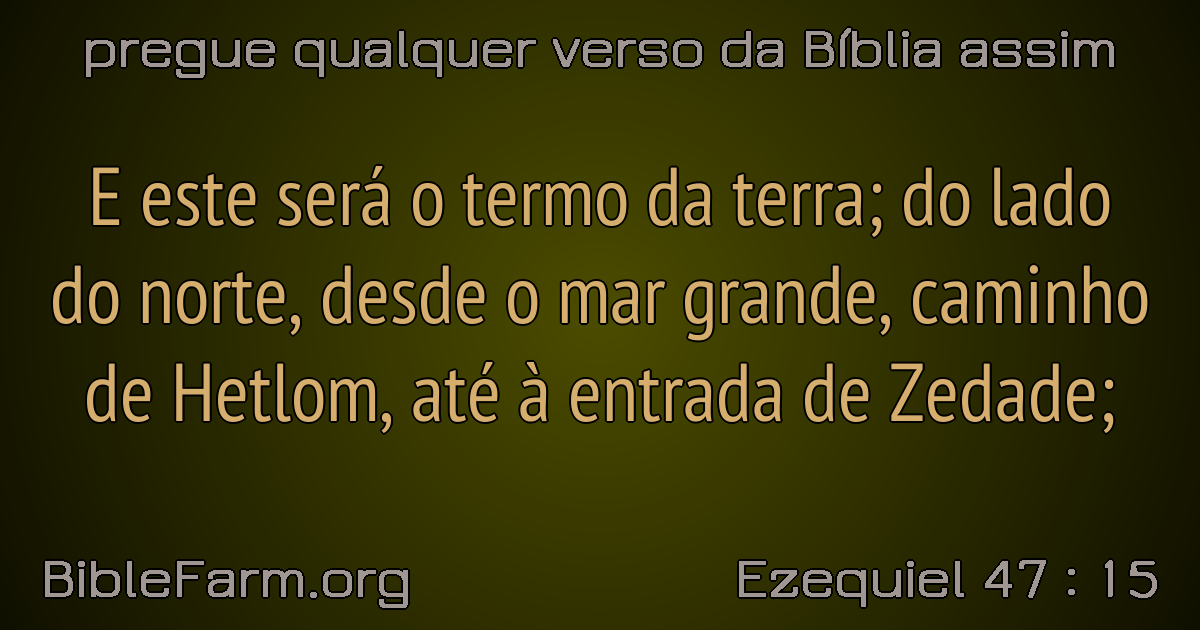 pregue qualquer verso da Bíblia assim
E este será o termo da terra; do lado
do norte, desde o mar grande, caminho
de Hetlom, até à entrada de Zedade;
BibleFarm.org
Ezequiel 47 : 15